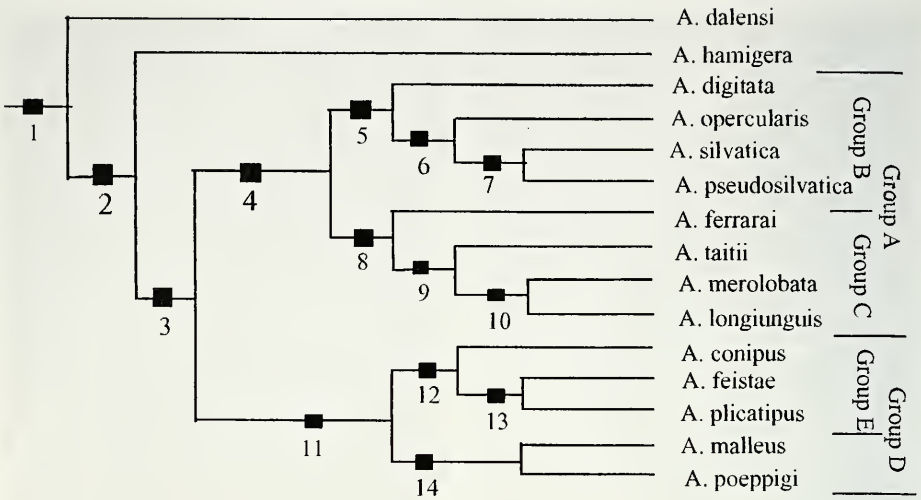 A. dalensi
A. hamigera
A. digitata
A. opercularis
A. silvatica
A. pseudosilvatica
A. ferrarai
A. taitii
A. merolobata
A. longiunguis
A. conipus
A. feistae
A. plicatipus
A. malleus
A. poeppigi
1
2
3
4
5
6
7
8
9
10
11
12
13
14
Group B
Group A
Group C
Group E
Group D